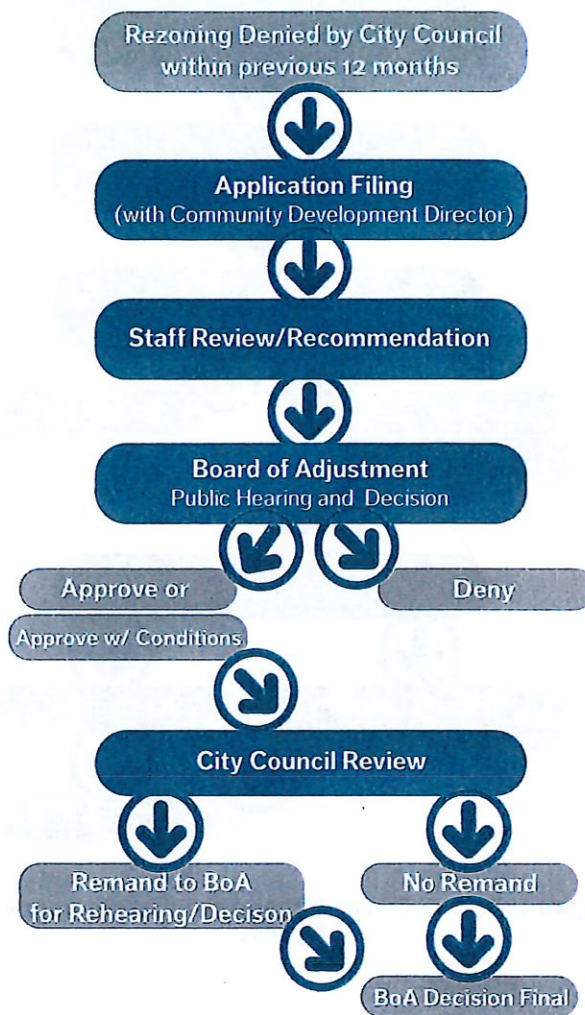 Rezoning Denied by City Council
within previous 12 months
Application Filing
(with Community Development Director)
Staff Review/Recommendation
Board of Adjustment
Public Hearing and Decision
Approve or
Deny
Approve w/ Conditions
City Council Review
Remand to BoA
for Rehearing/Decison
No Remand
BoA Decision Final